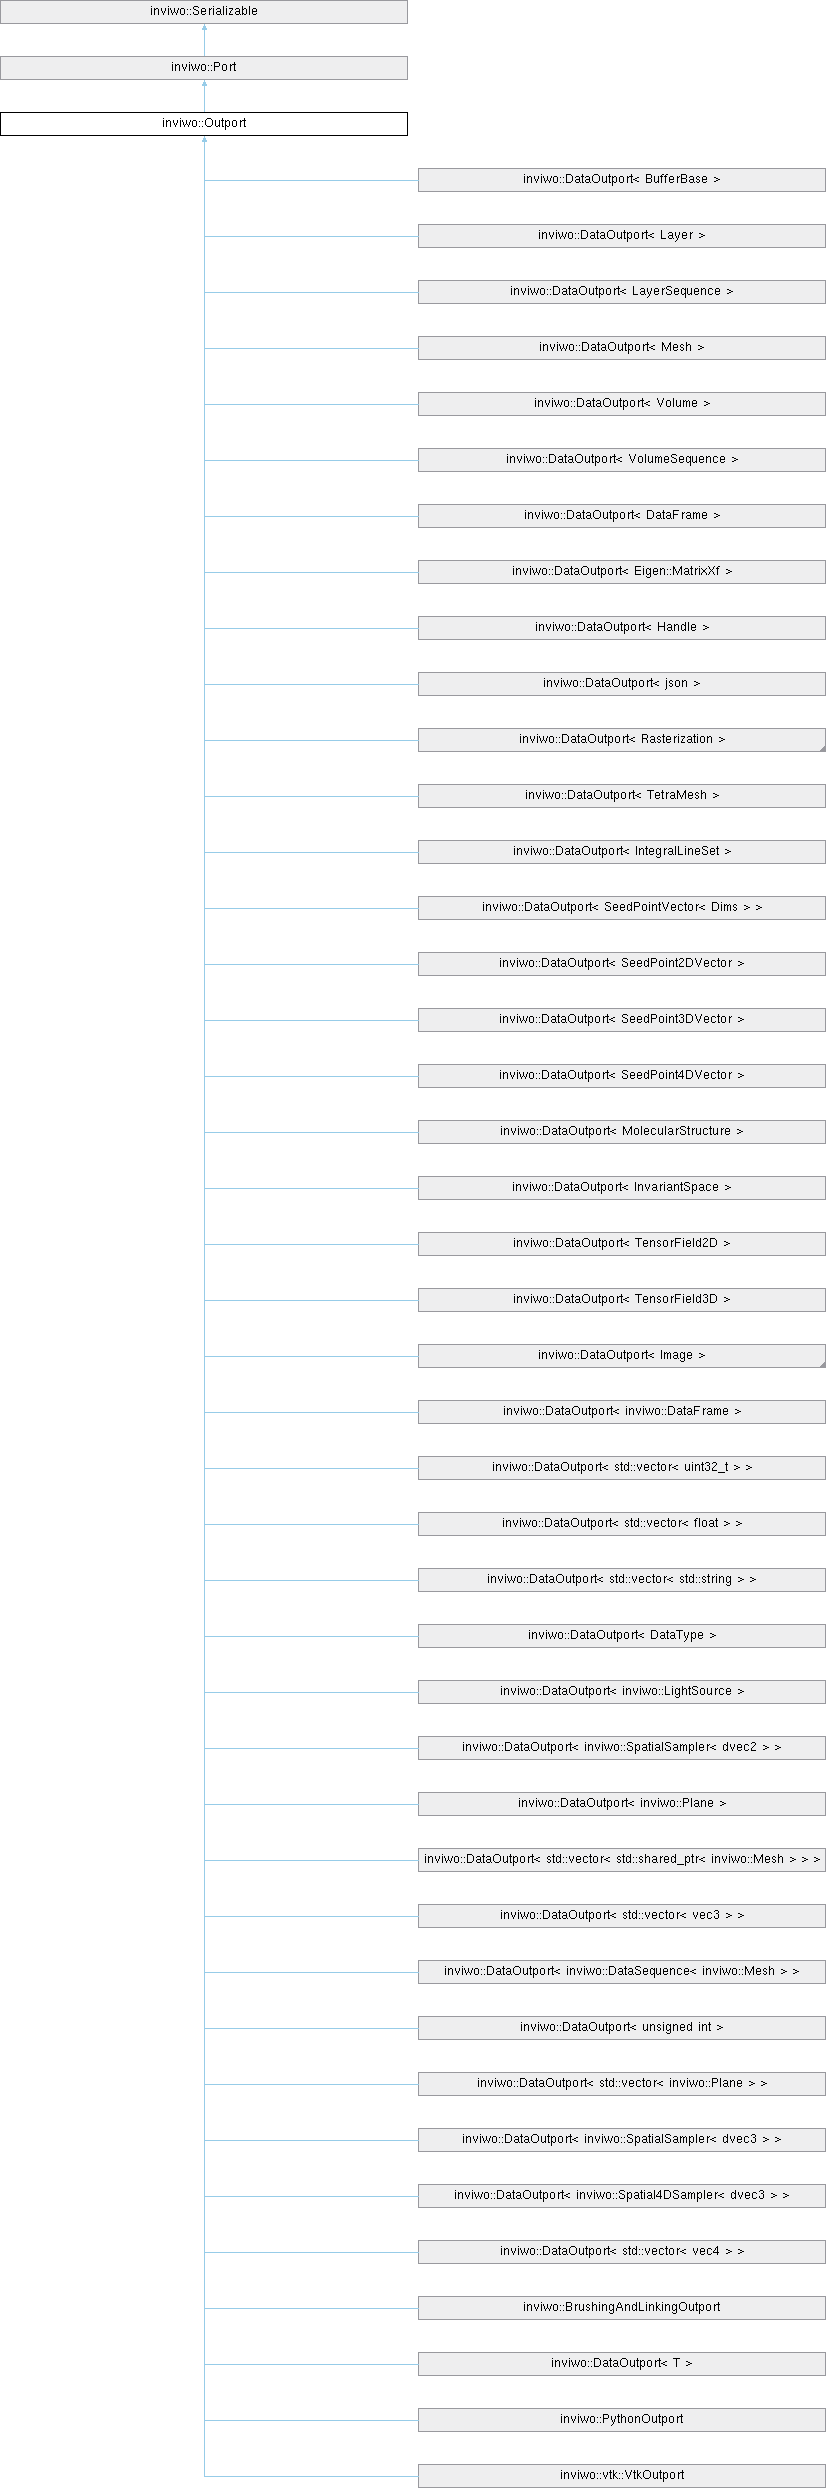 inviwo::Serializable
inviwo::Port
inviwo::Outport
inviwo::DataOutport< BufferBase >
inviwo::DataOutport< Layer >
inviwo::DataOutport< LayerSequence >
inviwo::DataOutport< Mesh >
inviwo::DataOutport< Volume >
inviwo::DataOutport< VolumeSequence >
inviwo::DataOutport< DataFrame >
inviwo::DataOutport< Eigen::MatrixXf >
inviwo::DataOutport< Handle >
inviwo::DataOutport< json >
inviwo::DataOutport< Rasterization >
inviwo::DataOutport< TetraMesh >
inviwo::DataOutport< IntegralLineSet >
inviwo::DataOutport< SeedPointVector< Dims > >
inviwo::DataOutport< SeedPoint2DVector >
inviwo::DataOutport< SeedPoint3DVector >
inviwo::DataOutport< SeedPoint4DVector >
inviwo::DataOutport< MolecularStructure >
inviwo::DataOutport< InvariantSpace >
inviwo::DataOutport< TensorField2D >
inviwo::DataOutport< TensorField3D >
inviwo::DataOutport< Image >
inviwo::DataOutport< inviwo::DataFrame >
inviwo::DataOutport< std::vector< uint32_t > >
inviwo::DataOutport< std::vector< float > >
inviwo::DataOutport< std::vector< std::string > >
inviwo::DataOutport< DataType >
inviwo::DataOutport< inviwo::LightSource >
inviwo::DataOutport< inviwo::SpatialSampler< dvec2 > >
inviwo::DataOutport< inviwo::Plane >
inviwo::DataOutport< std::vector< std::shared_ptr< inviwo::Mesh > > >
inviwo::DataOutport< std::vector< vec3 > >
inviwo::DataOutport< inviwo::DataSequence< inviwo::Mesh > >
inviwo::DataOutport< unsigned int >
inviwo::DataOutport< std::vector< inviwo::Plane > >
inviwo::DataOutport< inviwo::SpatialSampler< dvec3 > >
inviwo::DataOutport< inviwo::Spatial4DSampler< dvec3 > >
inviwo::DataOutport< std::vector< vec4 > >
inviwo::BrushingAndLinkingOutport
inviwo::DataOutport< T >
inviwo::PythonOutport
inviwo::vtk::VtkOutport